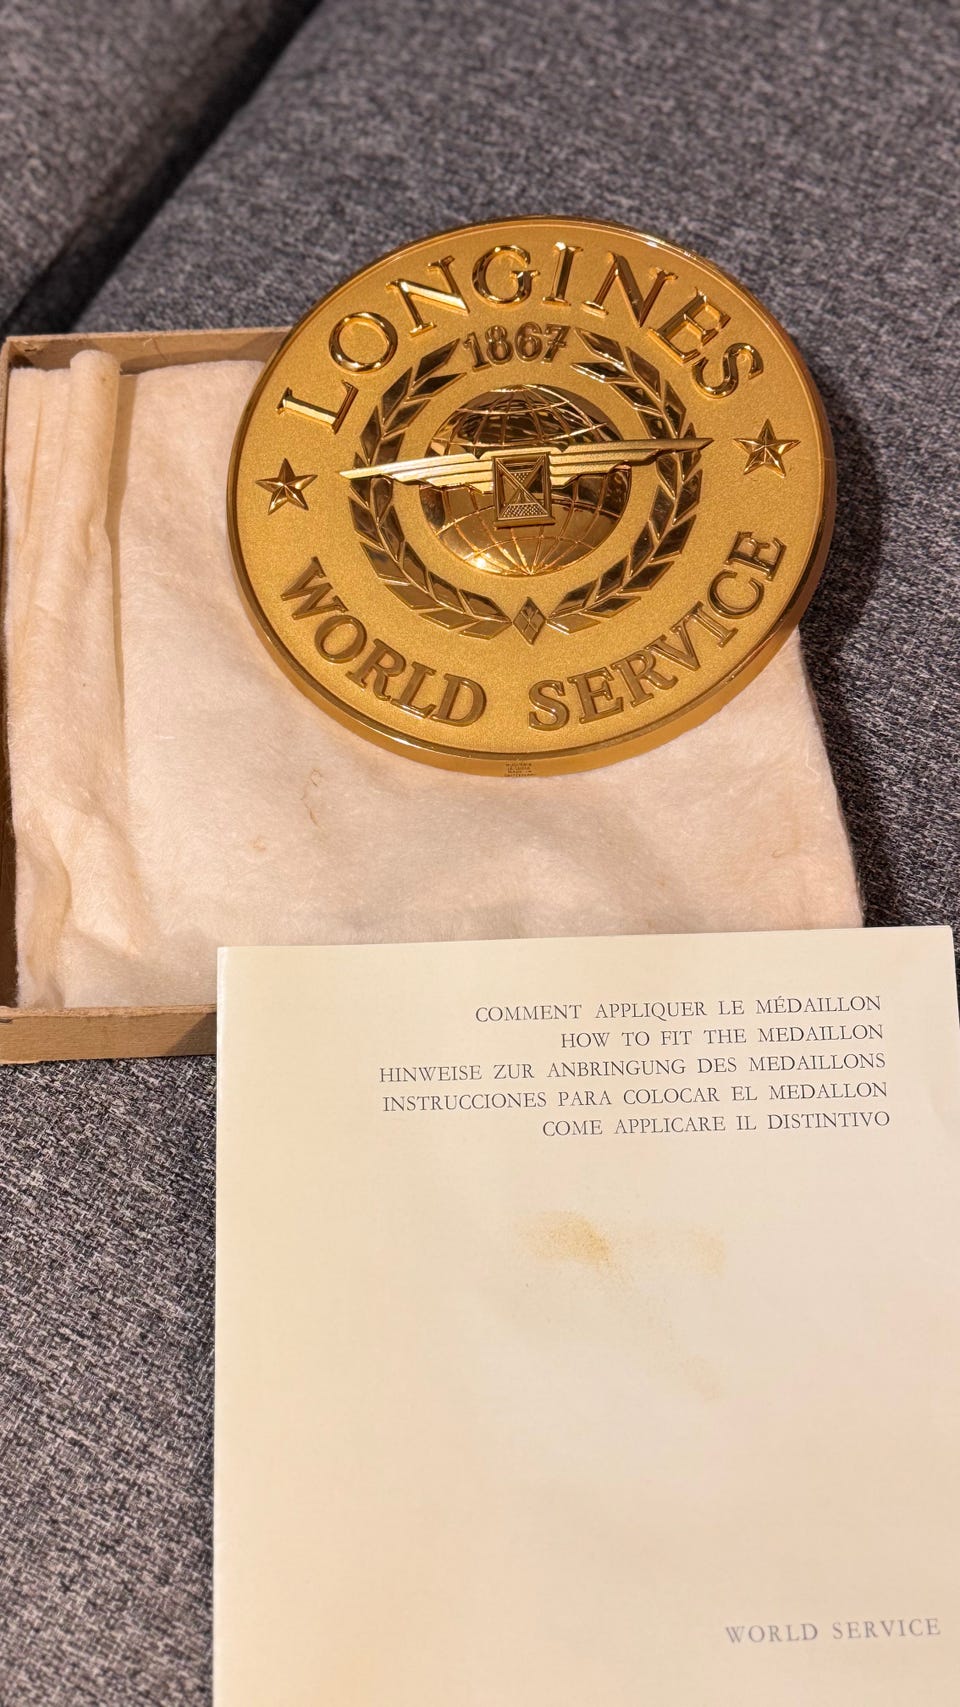 LONGINES
1867
WORLD SERVICE
COMMENT APPLIQUER LE MÉDAILLON
HOW TO FIT THE MEDAILLON
HINWEISE ZUR ANBRINGUNG DES MEDAILLONS
INSTRUCCIONES PARA COLOCAR EL MEDALLON
COME APPLICARE IL DISTINTIVO
WORLD SERVICE